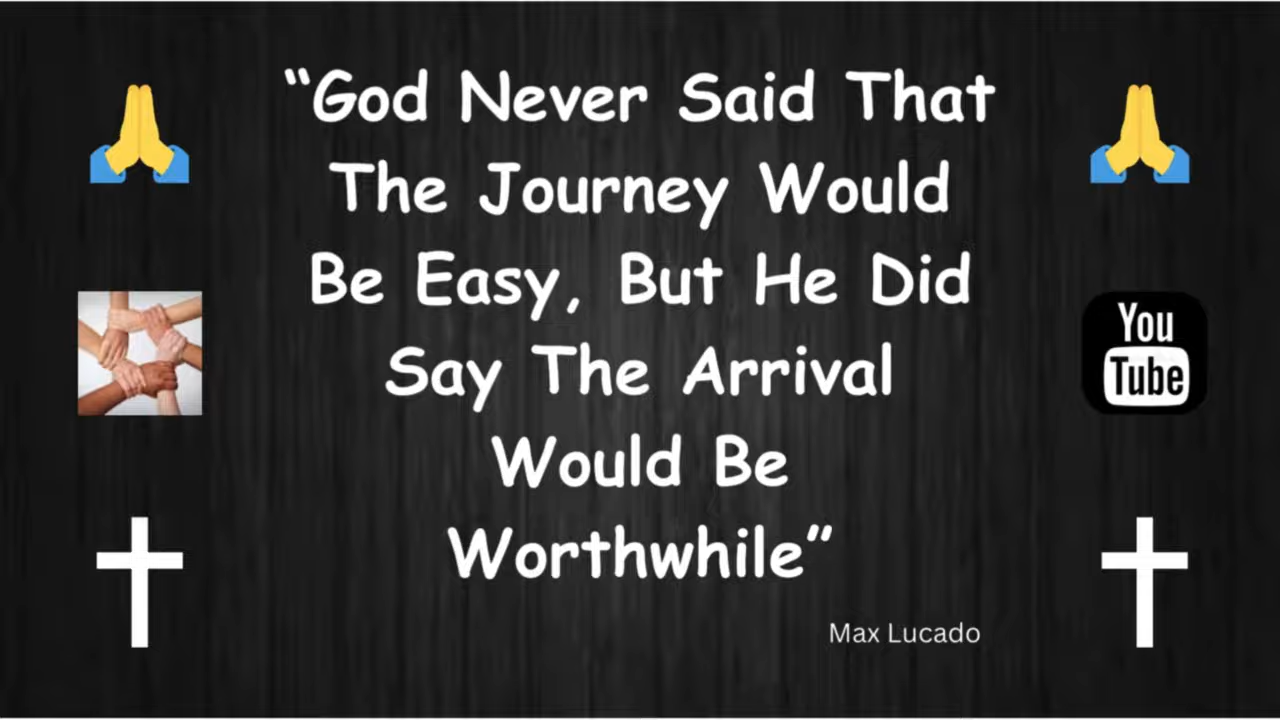 “God Never Said That
The Journey Would
Be Easy, But He Did
Say The Arrival
Would Be
Worthwhile”
Max Lucado
You
Tube